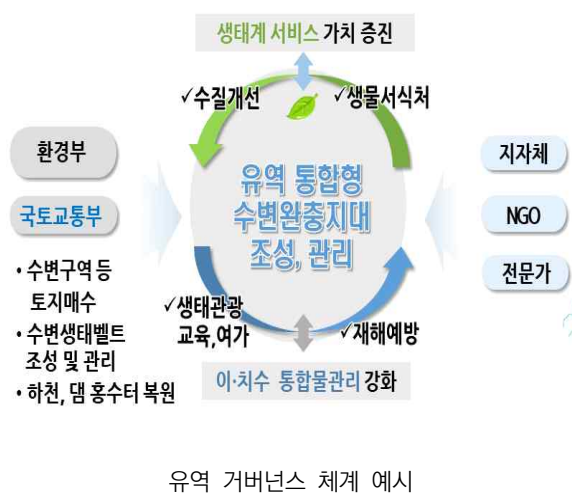 생태계 서비스 가치 증진
✓수질개선
✓생물서식처
환경부
국토교통부
• 수변구역 등
토지매수
• 수변생태벨트
조성 및 관리
• 하천, 댐 홍수터 복원
유역 통합형
수변완충지대
조성, 관리
✓생태관광
교육,여가
✓재해예방
지자체
NGO
전문가
이·치수 통합물관리 강화
유역 거버넌스 체계 예시